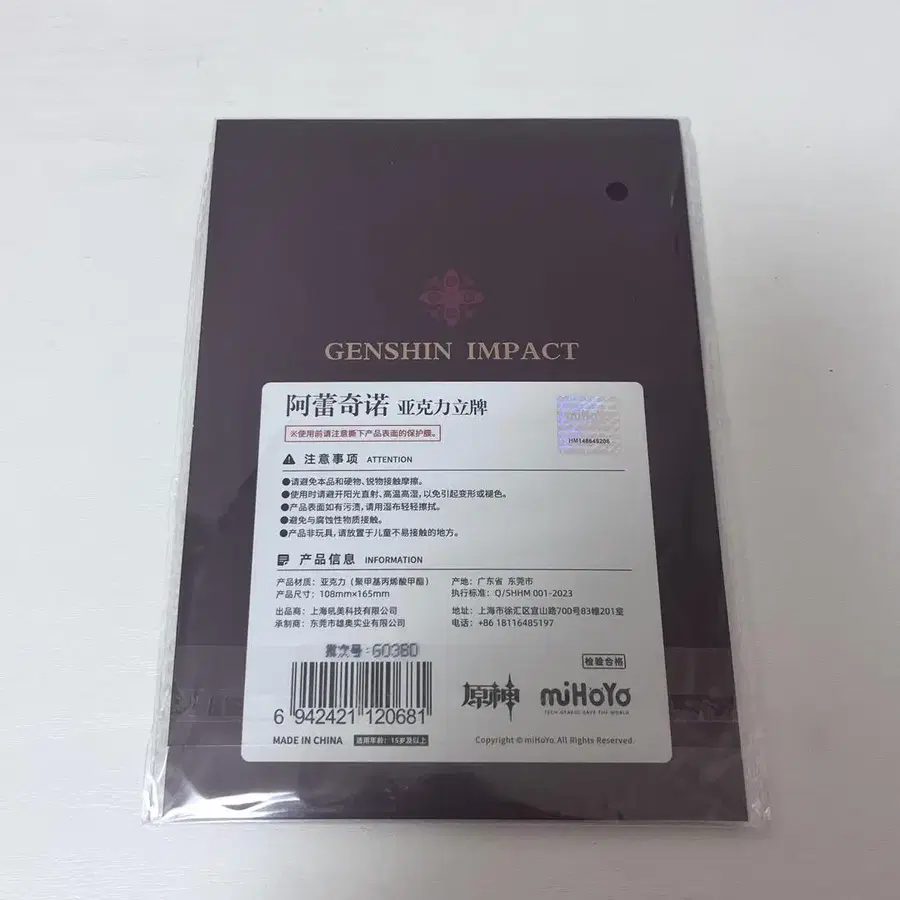 GENSHIN IMPACT
阿蕾奇诺 亚克力立牌
miHoYo
HM148648206
※使用前请注意撕下产品表面的保护膜。
注意事项 ATTENTION
●请避免本品和硬物、锐物接触摩擦。
●使用时请避开阳光直射、高温高湿，以免引起变形或褪色。
●产品表面如有污渍，请用湿布轻轻擦拭。
●避免与腐蚀性物质接触。
●产品非玩具，请放置于儿童不易接触的地方。
产品信息 INFORMATION
产品材质：亚克力（聚甲基丙烯酸甲酯）
产品尺寸：108mm×165mm
出品商：上海吼美科技有限公司
承制商：东莞市雄奥实业有限公司
产地：广东省 东莞市
执行标准：Q/SHHM 001-2023
地址：上海市徐汇区宜山路700号83幢201室
电话：+86 18116485197
批次号：G03BD
检验合格
6 942421 120681
原神
miHoYo
TECH OTAKUS SAVE THE WORLD
MADE IN CHINA
适用年龄：15岁及以上
Copyright © miHoYo. All Rights Reserved.